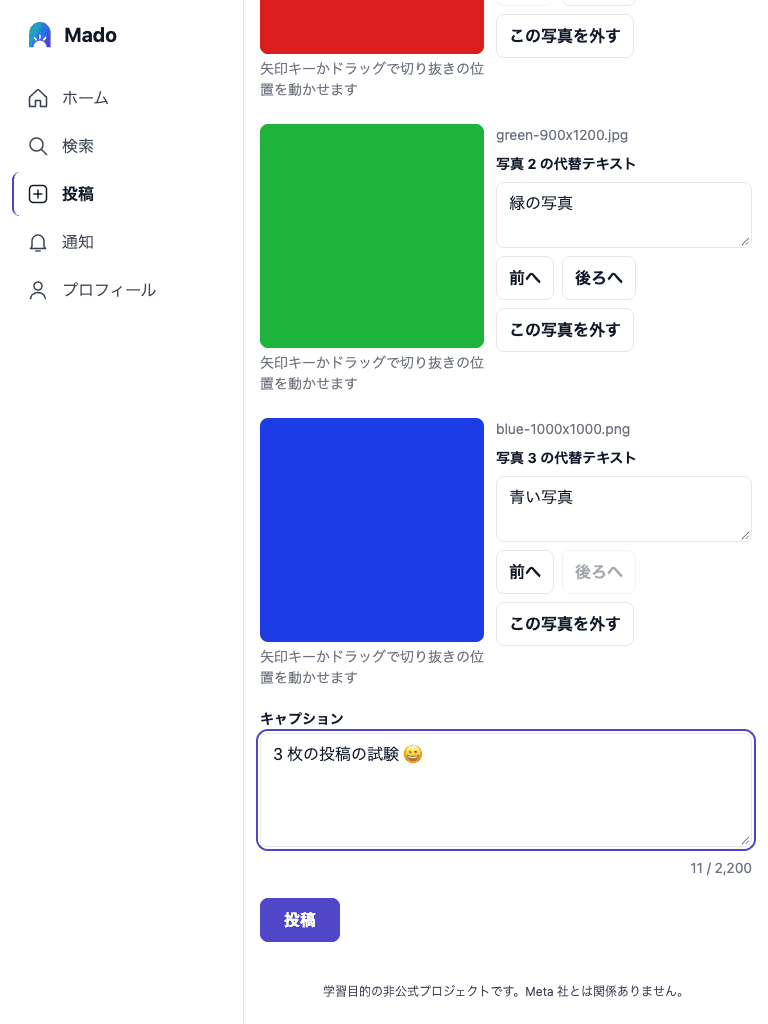 Mado
ホーム
検索
投稿
通知
プロフィール
この写真を外す
矢印キーかドラッグで切り抜きの位
置を動かせます
green-900x1200.jpg
写真 2 の代替テキスト
緑の写真
前へ
後ろへ
この写真を外す
矢印キーかドラッグで切り抜きの位
置を動かせます
blue-1000x1000.png
写真 3 の代替テキスト
青い写真
前へ
後ろへ
この写真を外す
矢印キーかドラッグで切り抜きの位
置を動かせます
キャプション
3 枚の投稿の試験 😀
11 / 2,200
投稿
学習目的の非公式プロジェクトです。Meta 社とは関係ありません。